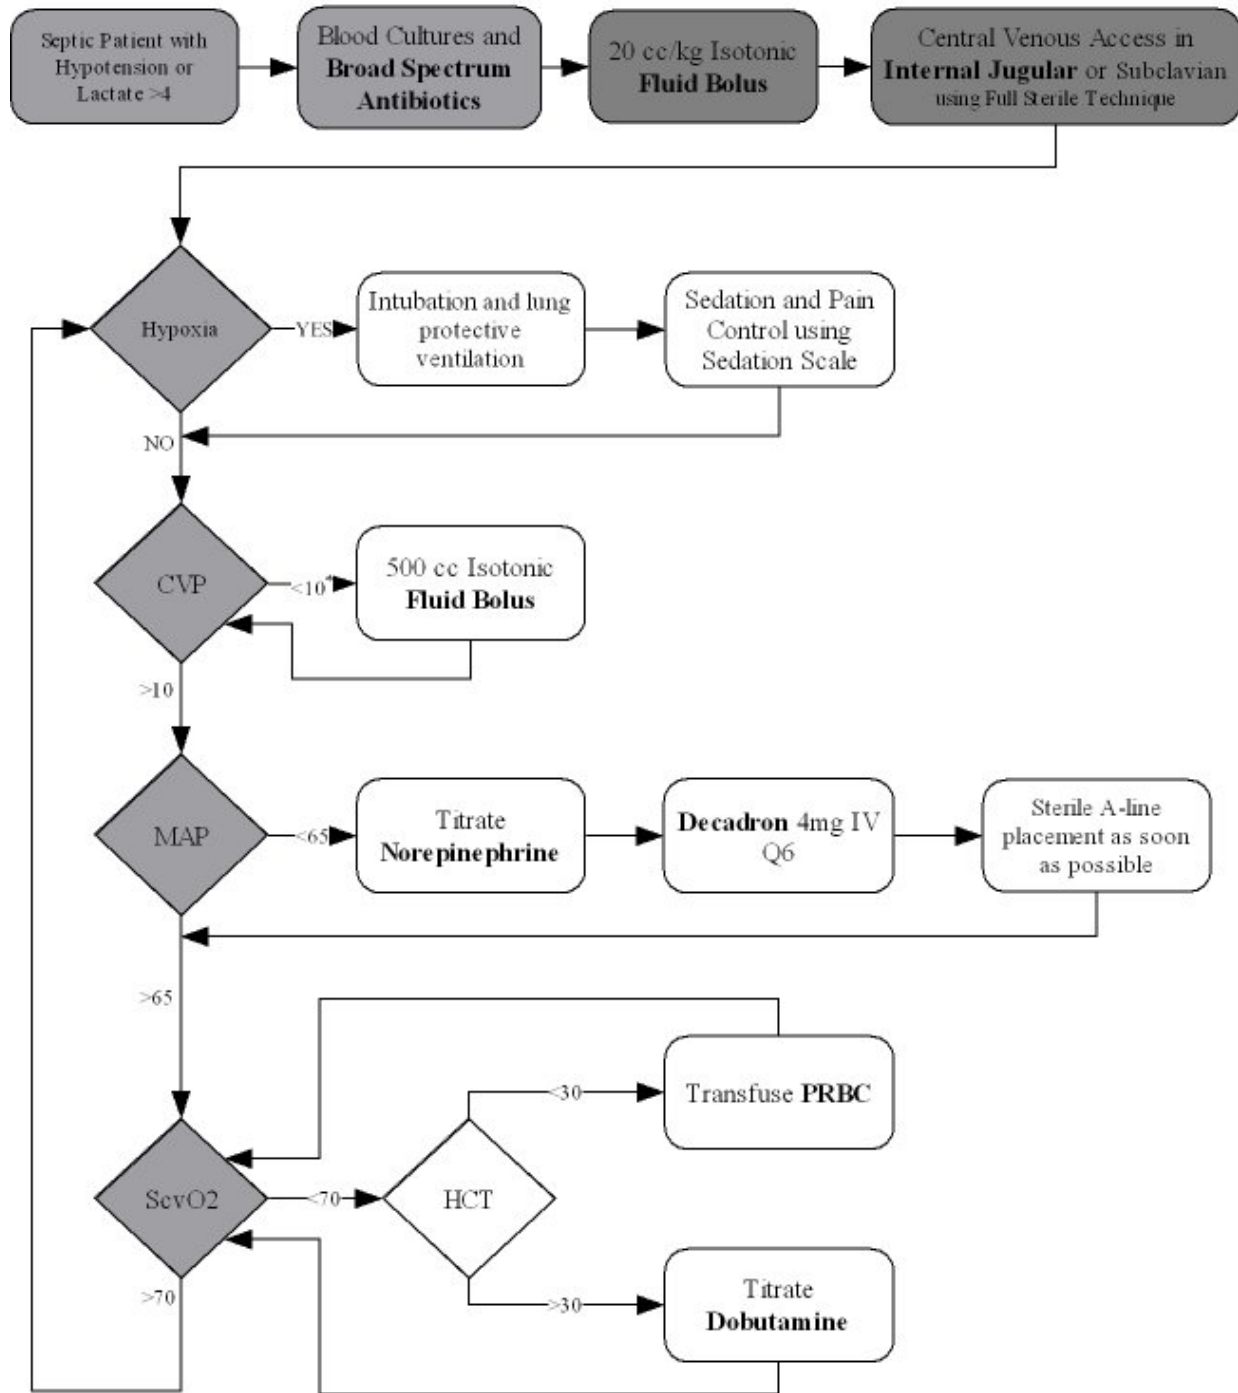 Septic Patient with
Hypotension or
Lactate >4
Blood Cultures and
Broad Spectrum
Antibiotics
20 cc/kg Isotonic
Fluid Bolus
Central Venous Access in
Internal Jugular or Subclavian
using Full Sterile Technique
Hypoxia
YES
Intubation and lung
protective
ventilation
Sedation and Pain
Control using
Sedation Scale
NO
CVP
<10*
500 cc Isotonic
Fluid Bolus
>10
MAP
<65
Titrate
Norepinephrine
Decadron 4mg IV
Q6
Sterile A-line
placement as soon
as possible
>65
ScvO2
<70
HCT
<30
Transfuse PRBC
>30
Titrate
Dobutamine
>70